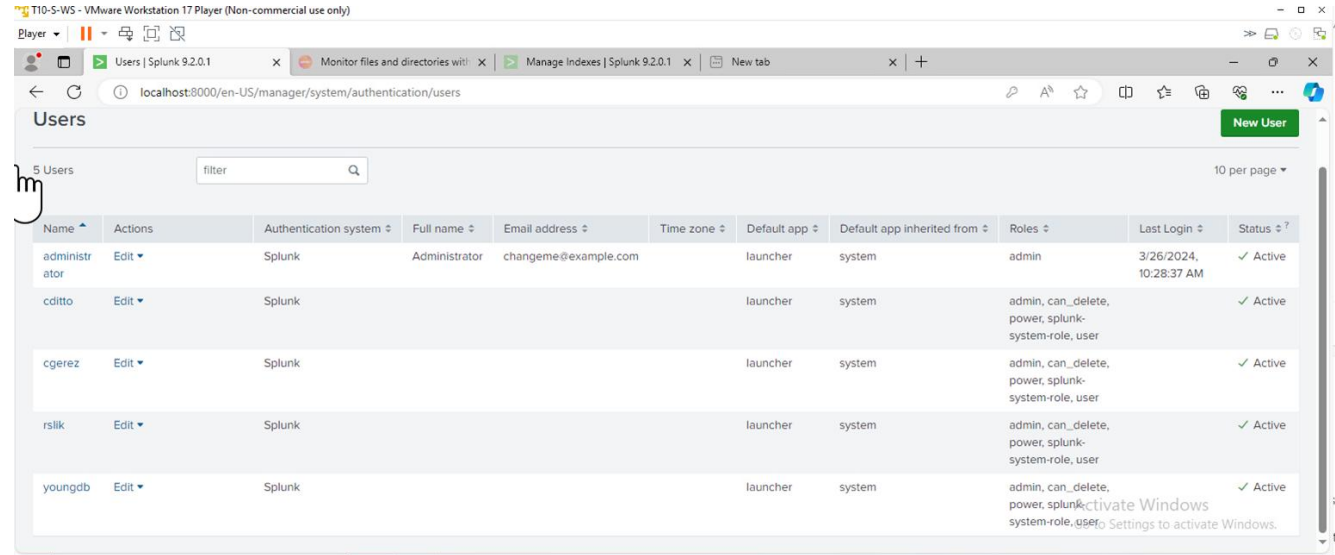 T10-S-WS - VMware Workstation 17 Player (Non-commercial use only)
Player
Users | Splunk 9.2.0.1 Monitor files and directories with Manage Indexes | Splunk 9.2.0.1 New tab
localhost:8000/en-US/manager/system/authentication/users
Users New User
5 Users filter 10 per page
Name Actions Authentication system Full name Email address Time zone Default app Default app inherited from Roles Last Login Status ?
administr Edit Splunk Administrator changeme@example.com launcher system admin 3/26/2024, Active
ator 10:28:37 AM
cditto Edit Splunk launcher system admin, can_delete, Active
power, splunk-
system-role, user
cgerez Edit Splunk launcher system admin, can_delete, Active
power, splunk-
system-role, user
rslik Edit Splunk launcher system admin, can_delete, Active
power, splunk-
system-role, user
youngdb Edit Splunk launcher system admin, can_delete, Active
power, splunk-
system-role, user
Activate Windows
Go to Settings to activate Windows.